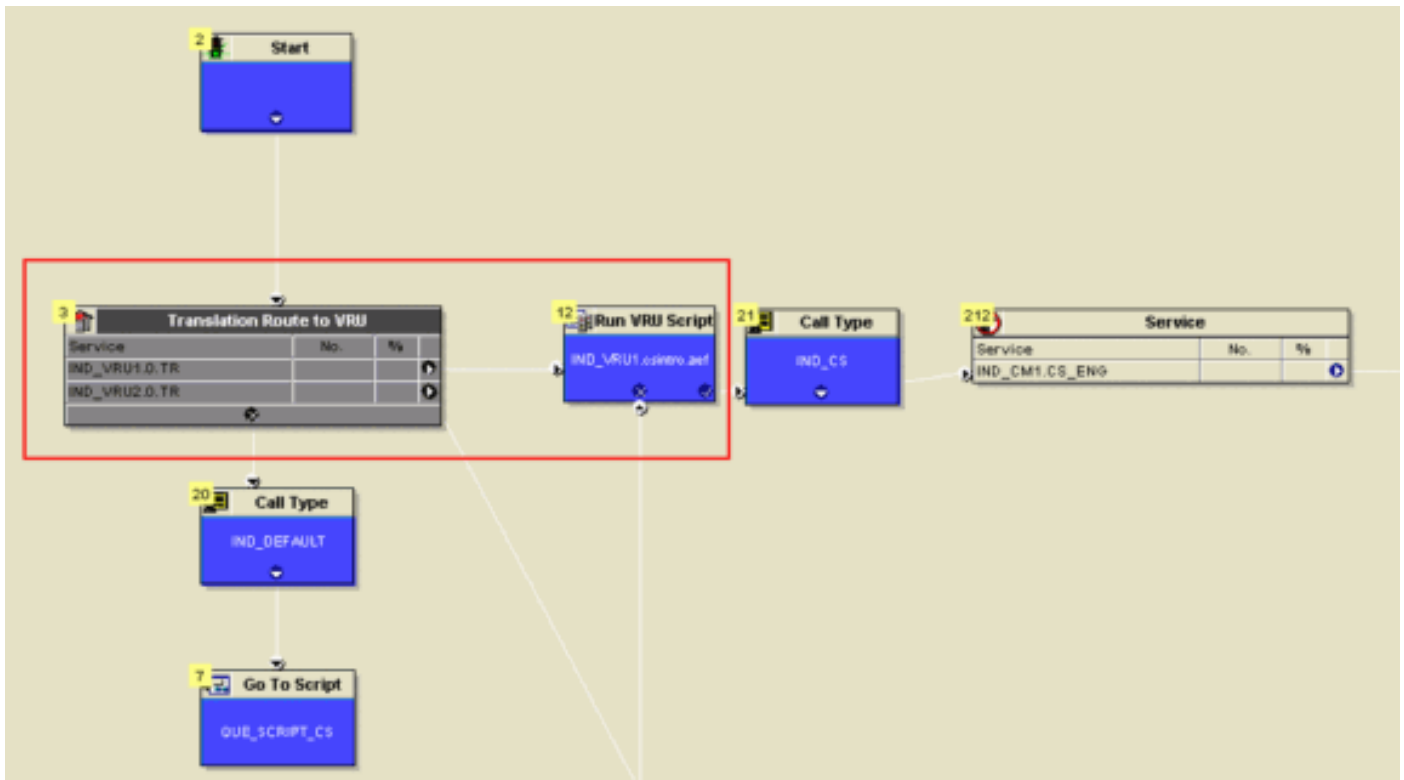 2
Start
3
Translation Route to VRU
Service No. %
IND_VRU1.0.TR
IND_VRU2.0.TR
12
Run VRU Script
IND_VRU1.csintro.aef
21
Call Type
IND_CS
212
Service
Service No. %
IND_CM1.CS_ENG
20
Call Type
IND_DEFAULT
7
Go To Script
QUE_SCRIPT_CS